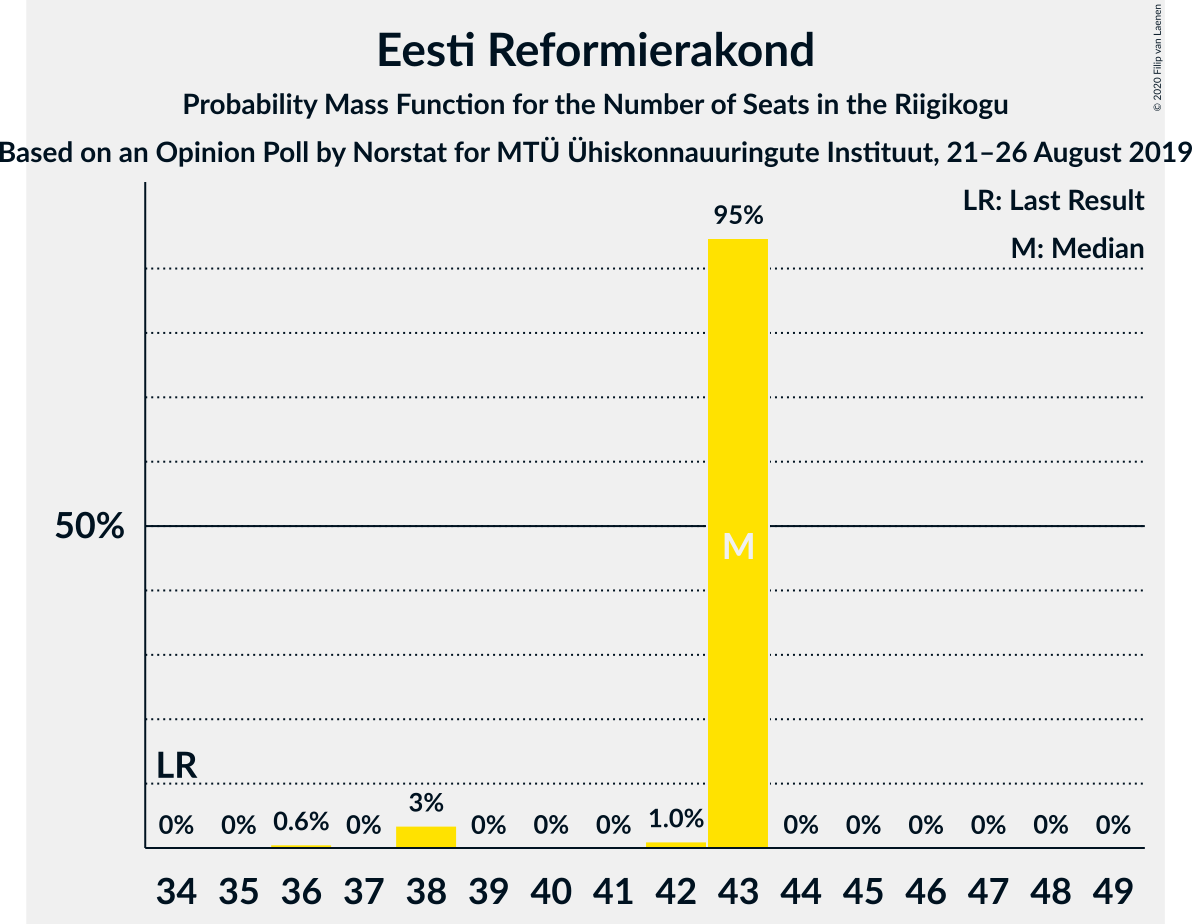 Eesti Reformierakond
Probability Mass Function for the Number of Seats in the Riigikogu
Based on an Opinion Poll by Norstat for MTÜ Ühiskonnauuringute Instituut, 21–26 August 2019
© 2020 Filip van Laenen
LR: Last Result
M: Median
95%
50%
M
LR
0% 0% 0.6% 0% 3% 0% 0% 0% 1.0% 0% 0% 0% 0% 0% 0%
34 35 36 37 38 39 40 41 42 43 44 45 46 47 48 49